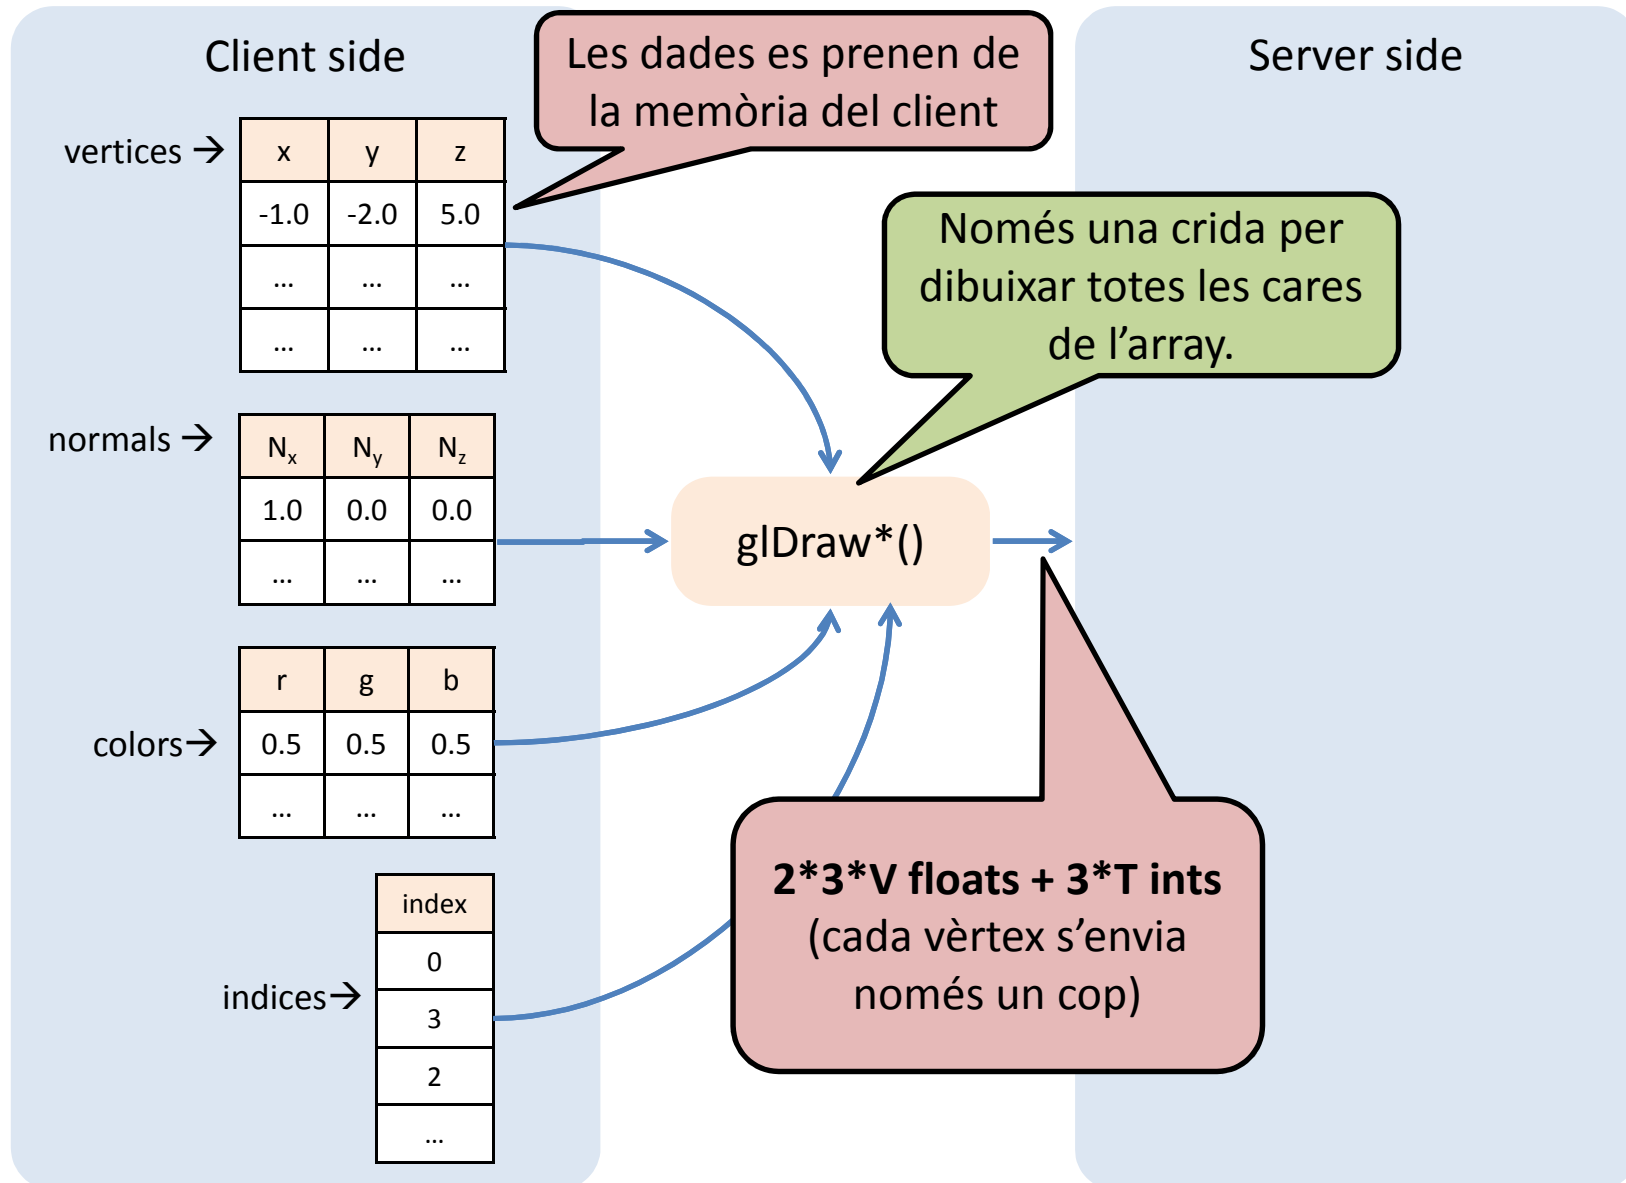 Client side
Les dades es prenen de
la memòria del client
Server side
vertices →
x y z
-1.0 -2.0 5.0
... ... ...
... ... ...
Només una crida per
dibuixar totes les cares
de l’array.
normals →
Nx Ny Nz
1.0 0.0 0.0
... ... ...
glDraw*()
colors→
r g b
0.5 0.5 0.5
... ... ...
2*3*V floats + 3*T ints
(cada vèrtex s’envia
només un cop)
indices→
index
0
3
2
...